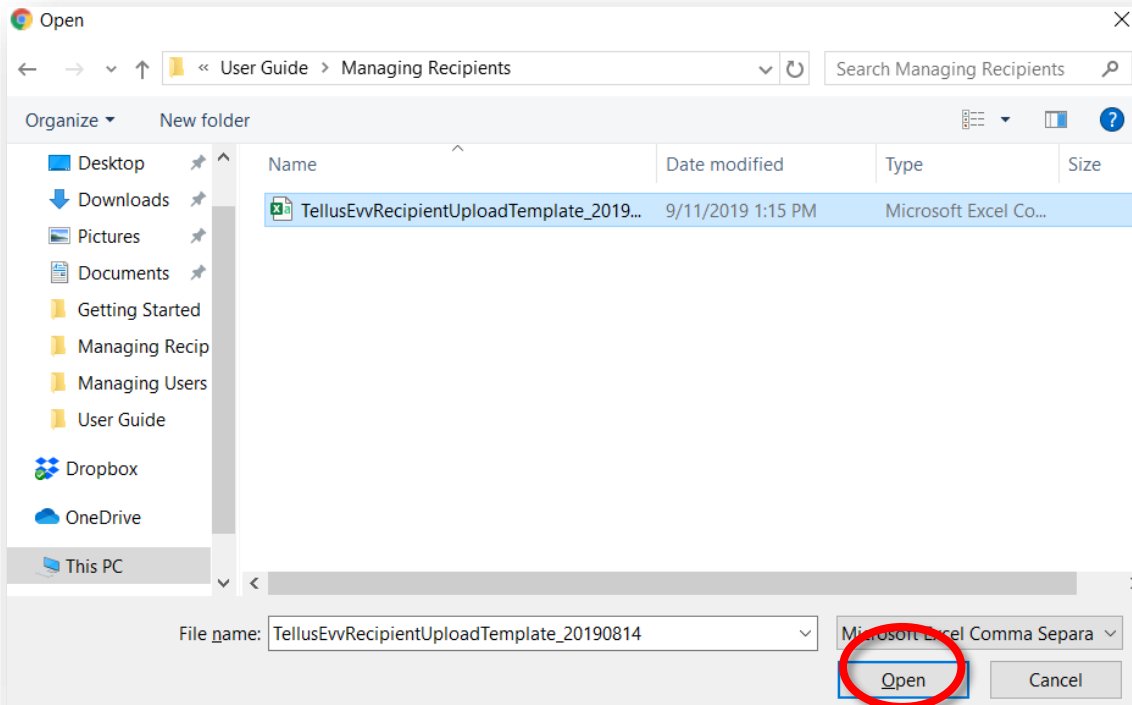 Open
« User Guide > Managing Recipients
Search Managing Recipients
Organize New folder
?
Name Date modified Type Size
Desktop
Downloads
Pictures
Documents
Getting Started
Managing Recip
Managing Users
User Guide
Dropbox
OneDrive
This PC
TellusEvvRecipientUploadTemplate_2019... 9/11/2019 1:15 PM Microsoft Excel Co...
File name: TellusEvvRecipientUploadTemplate_20190814 Microsoft Excel Comma Separa
Open Cancel